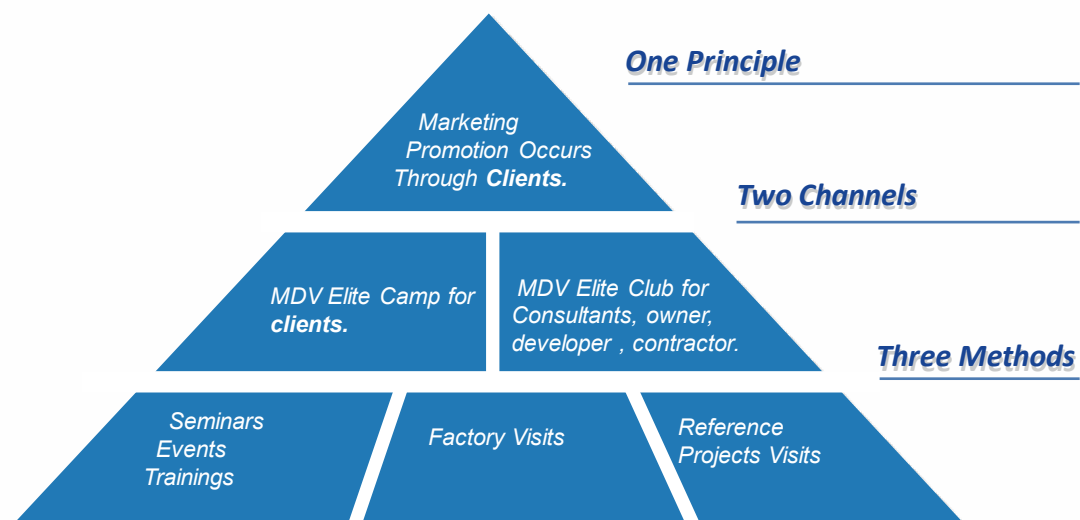 One Principle
Marketing
Promotion Occurs
Through Clients.
Two Channels
MDV Elite Camp for
clients.
MDV Elite Club for
Consultants, owner,
developer , contractor.
Three Methods
Seminars
Events
Trainings
Factory Visits
Reference
Projects Visits